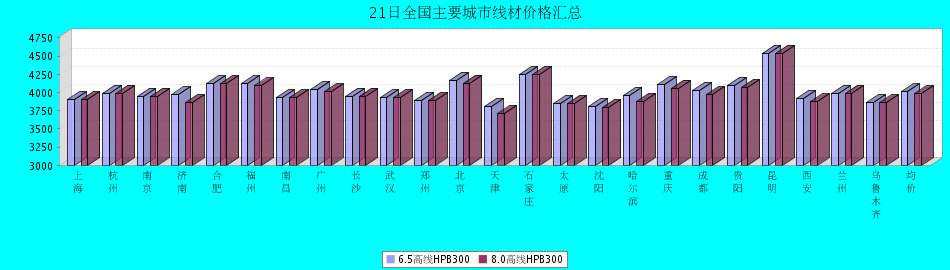 21日全国主要城市线材价格汇总
4750
4500
4250
4000
3750
3500
3250
3000
上海
杭州
南京
济南
合肥
福州
南昌
广州
长沙
武汉
郑州
北京
天津
石家庄
太原
沈阳
哈尔滨
重庆
成都
贵阳
昆明
西安
兰州
乌鲁木齐
均价
6.5高线HPB300 8.0高线HPB300